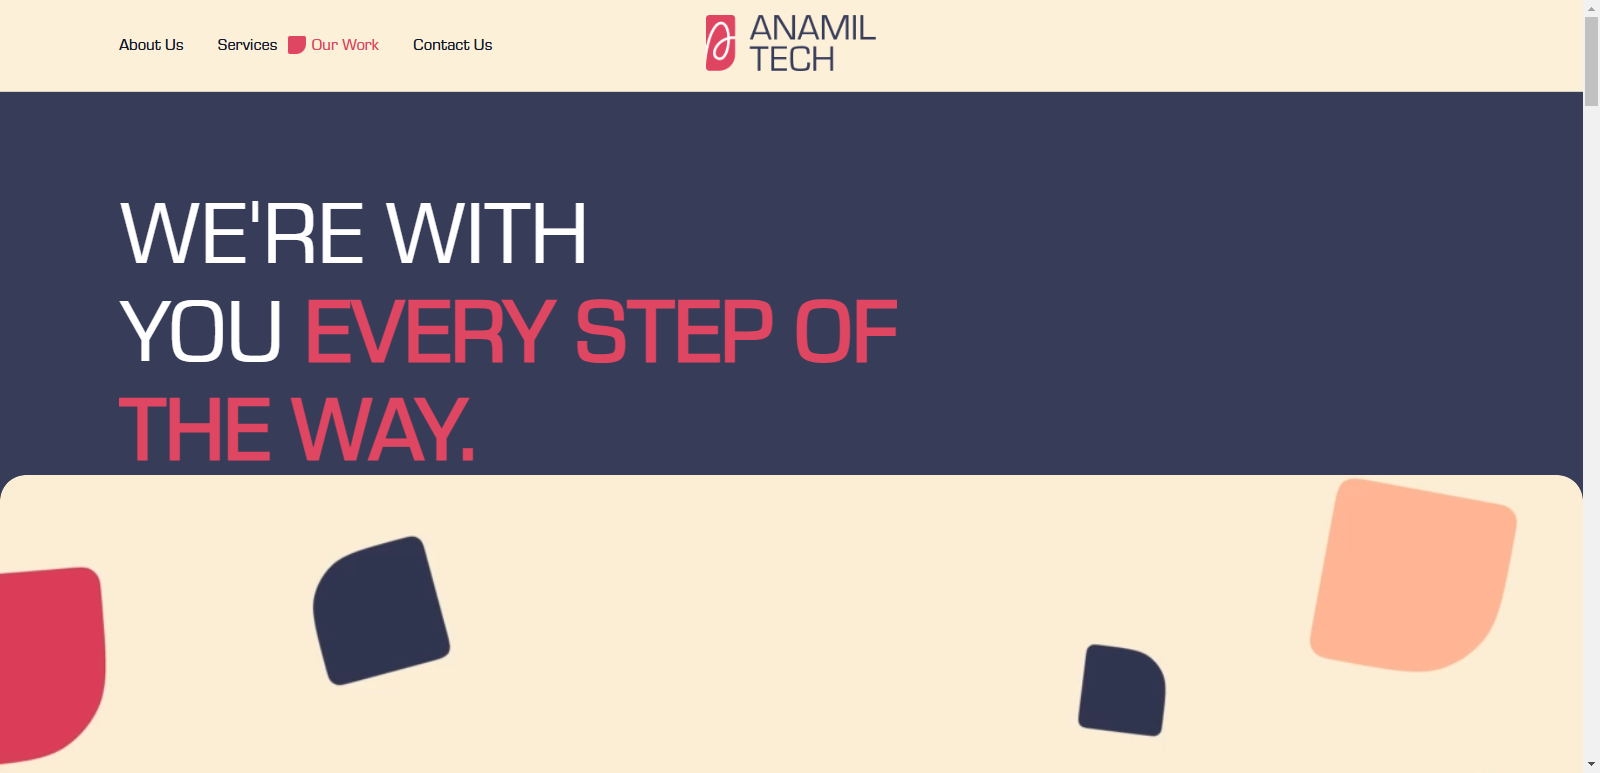 About Us
Services
Our Work
Contact Us
ANAMIL
TECH
WE'RE WITH
YOU EVERY STEP OF
THE WAY.